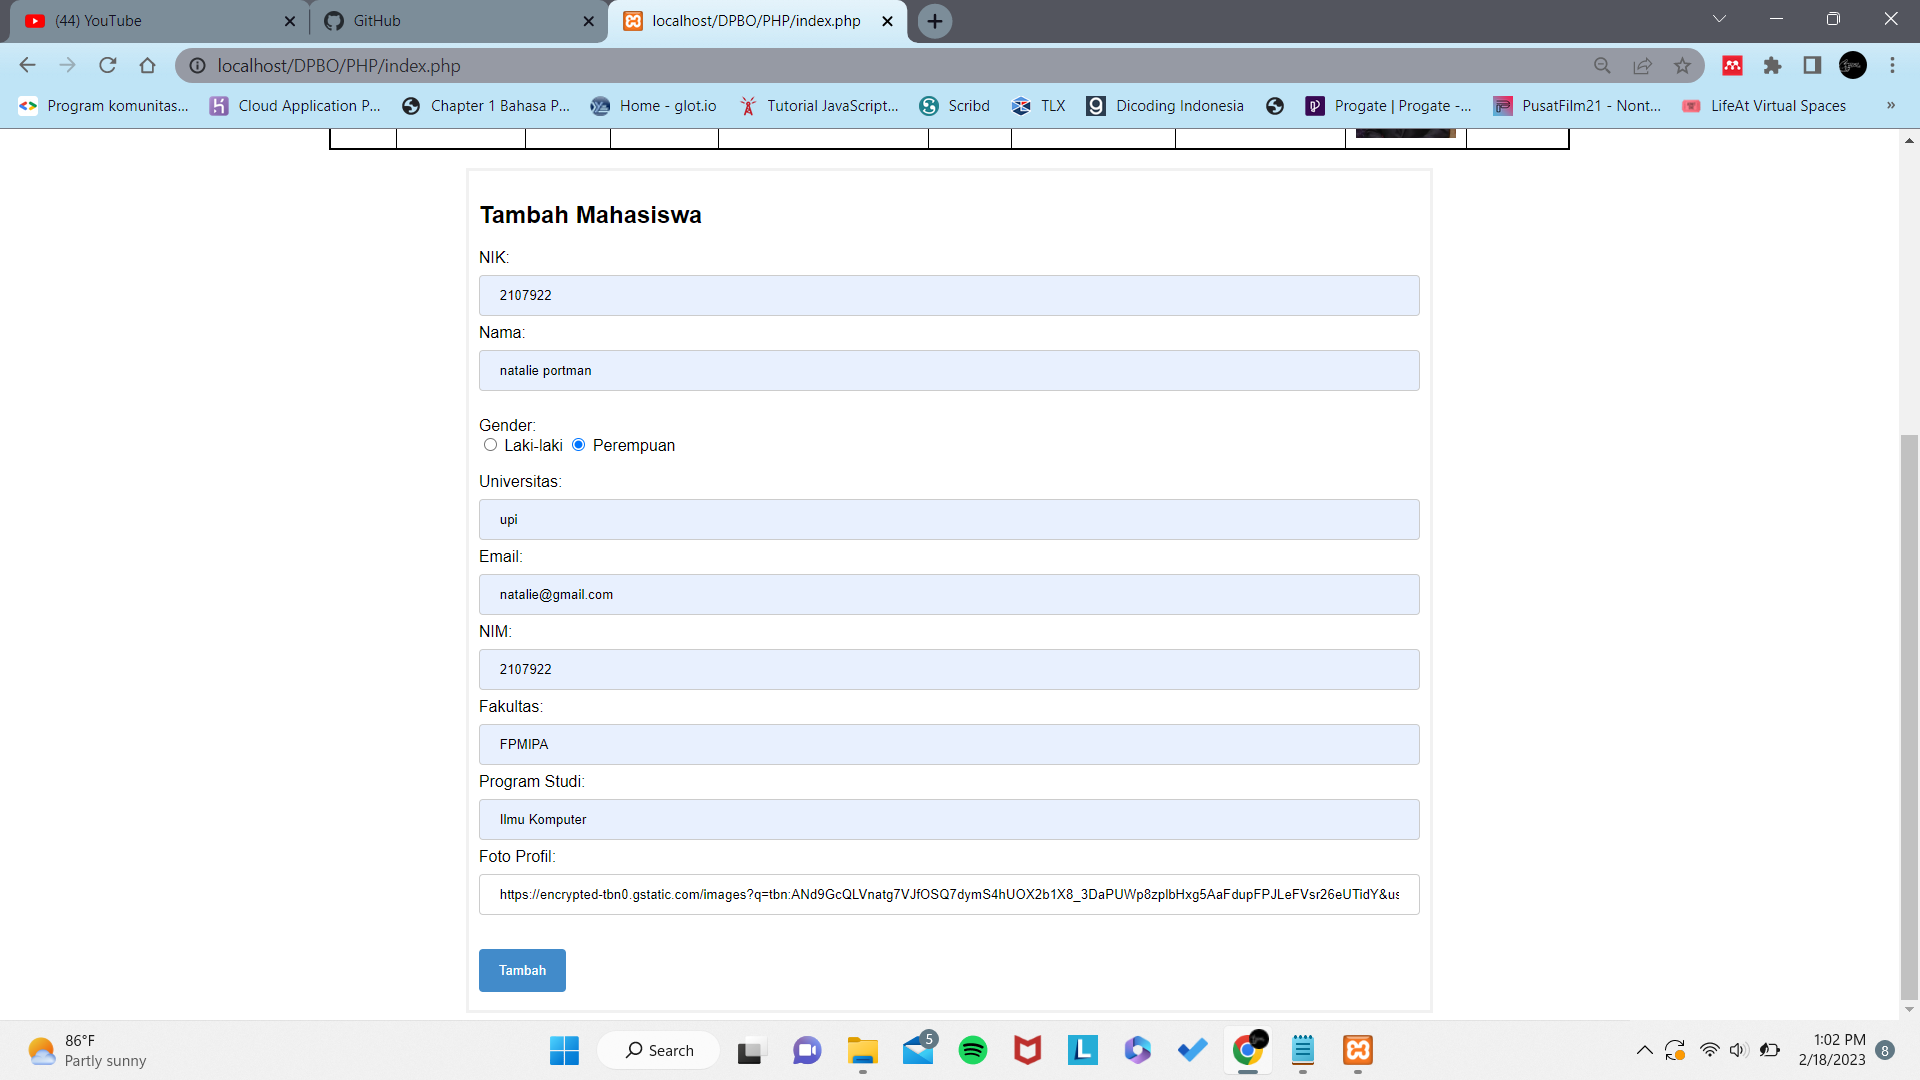 (44) YouTube
GitHub
localhost/DPBO/PHP/index.php
localhost/DPBO/PHP/index.php
Program komunitas...
Cloud Application P...
Chapter 1 Bahasa P...
Home - glot.io
Tutorial JavaScript...
Scribd
TLX
Dicoding Indonesia
Progate | Progate -...
PusatFilm21 - Nont...
LifeAt Virtual Spaces
»
Tambah Mahasiswa
NIK:
2107922
Nama:
natalie portman
Gender:
Laki-laki Perempuan
Universitas:
upi
Email:
natalie@gmail.com
NIM:
2107922
Fakultas:
FPMIPA
Program Studi:
Ilmu Komputer
Foto Profil:
https://encrypted-tbn0.gstatic.com/images?q=tbn:ANd9GcQLVnatg7VJfOSQ7dymS4hUOX2b1X8_3DaPUWp8zplbHxg5AaFdupFPJLeFVsr26eUTidY&us
Tambah
86°F
Partly sunny
Search
5
L
1:02 PM
2/18/2023
8